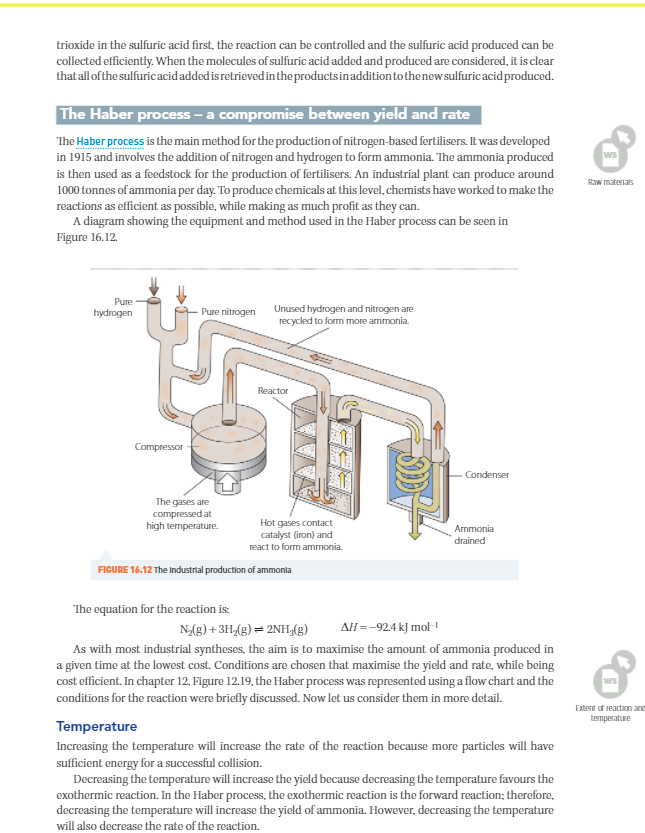 trioxide in the sulfuric acid first, the reaction can be controlled and the sulfuric acid produced can be
collected efficiently. When the molecules of sulfuric acid added and produced are considered, it is clear
that all of the sulfuric acid added is retrieved in the products in addition to the new sulfuric acid produced.
The Haber process – a compromise between yield and rate
The Haber process is the main method for the production of nitrogen-based fertilisers. It was developed
in 1915 and involves the addition of nitrogen and hydrogen to form ammonia. The ammonia produced
is then used as a feedstock for the production of fertilisers. An industrial plant can produce around
1000 tonnes of ammonia per day. To produce chemicals at this level, chemists have worked to make the
reactions as efficient as possible, while making as much profit as they can.
WS
Raw materials
A diagram showing the equipment and method used in the Haber process can be seen in
Figure 16.12.
Pure
hydrogen
Pure nitrogen
Unused hydrogen and nitrogen are
recycled to form more ammonia.
Reactor
Compressor
Condenser
The gases are
compressed at
high temperature.
Hot gases contact
catalyst (iron) and
react to form ammonia.
Ammonia
drained
FIGURE 16.12 The industrial production of ammonia
The equation for the reaction is:
N₂(g) + 3H₂(g) ⇌ 2NH₃(g) ΔH = −92.4 kJ mol⁻¹
As with most industrial syntheses, the aim is to maximise the amount of ammonia produced in
a given time at the lowest cost. Conditions are chosen that maximise the yield and rate, while being
cost efficient. In chapter 12, Figure 12.19, the Haber process was represented using a flow chart and the
conditions for the reaction were briefly discussed. Now let us consider them in more detail.
WS
Extent of reaction and
temperature
Temperature
Increasing the temperature will increase the rate of the reaction because more particles will have
sufficient energy for a successful collision.
Decreasing the temperature will increase the yield because decreasing the temperature favours the
exothermic reaction. In the Haber process, the exothermic reaction is the forward reaction; therefore,
decreasing the temperature will increase the yield of ammonia. However, decreasing the temperature
will also decrease the rate of the reaction.